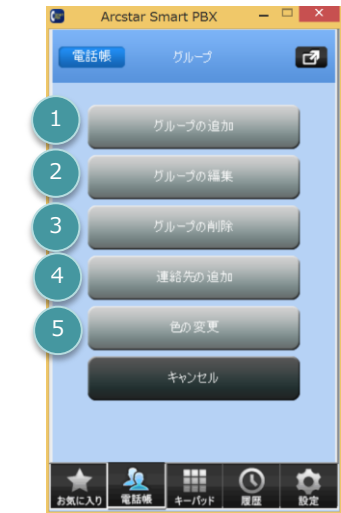 Arcstar Smart PBX
電話帳
グループ
1
グループの追加
2
グループの編集
3
グループの削除
4
連絡先の追加
5
色の変更
キャンセル
お気に入り
電話帳
キーパッド
履歴
設定